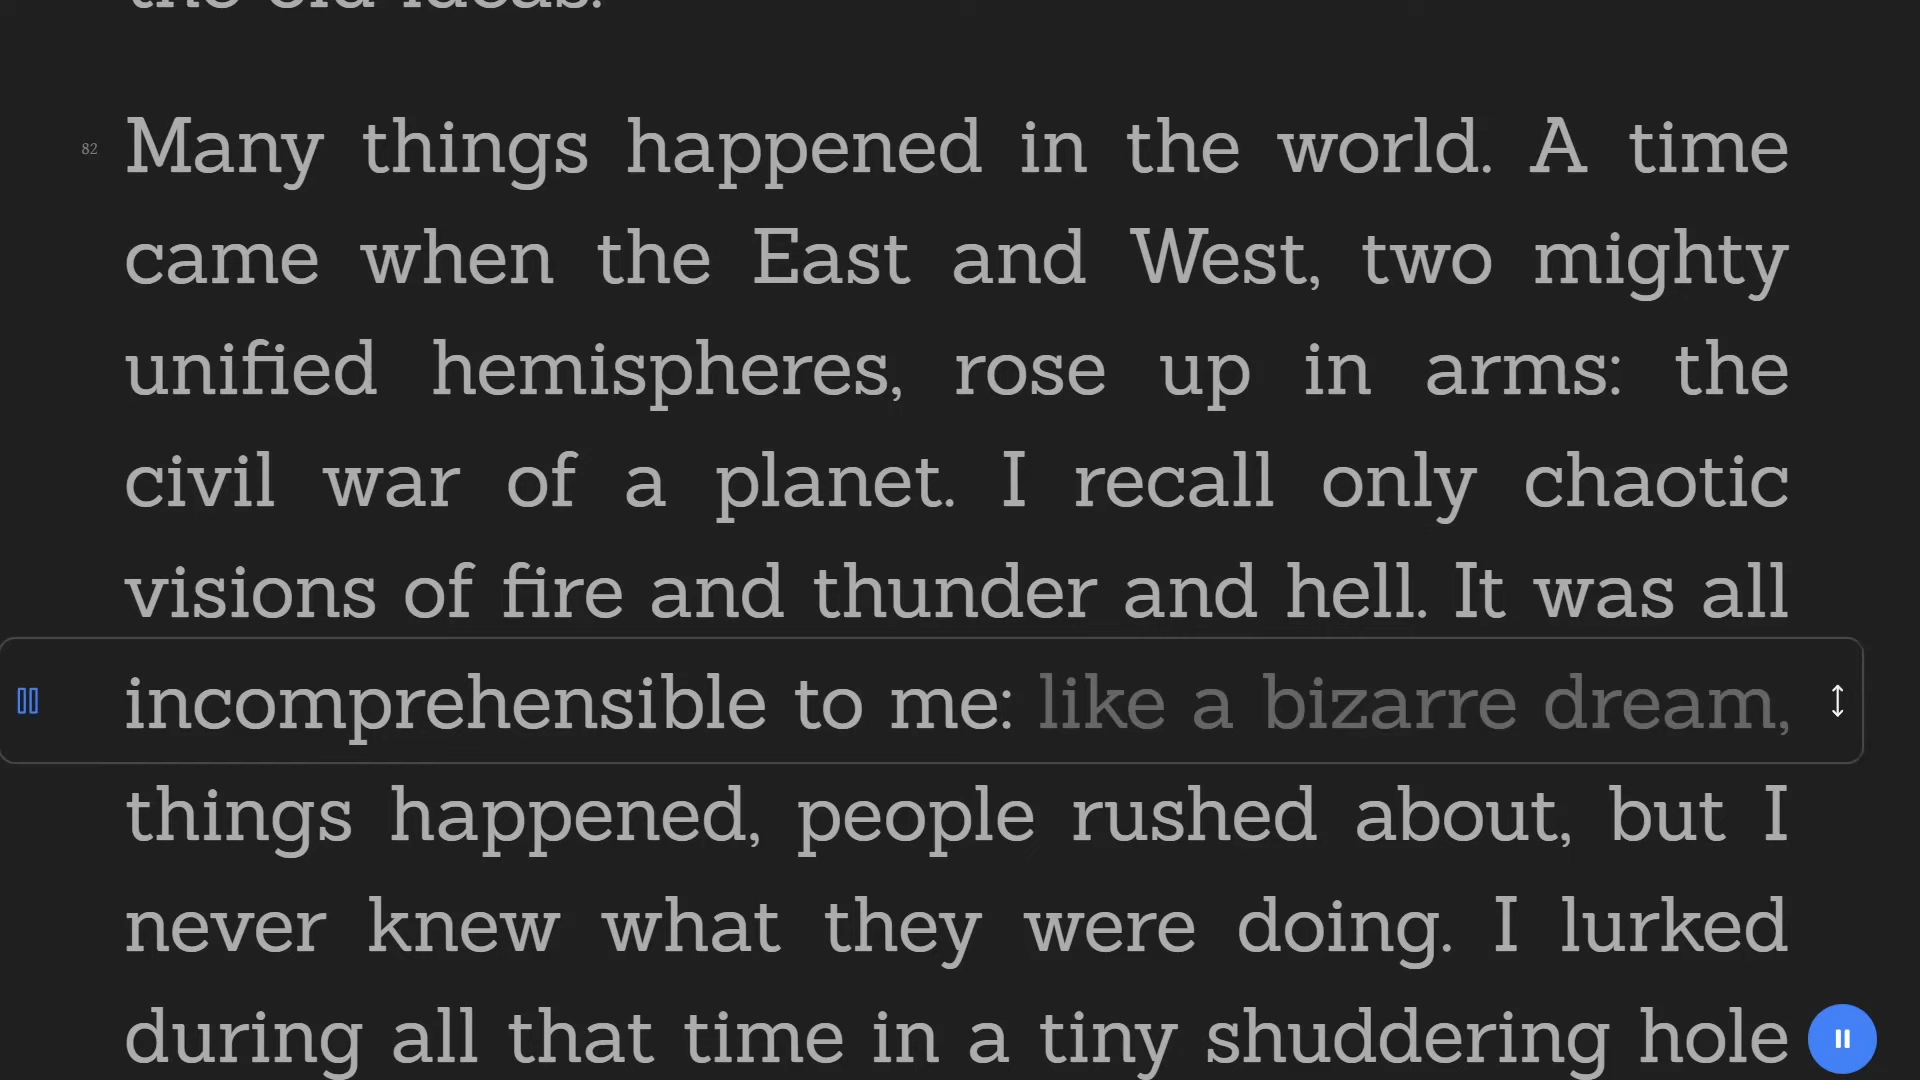 the old ideas.
82 Many things happened in the world. A time
came when the East and West, two mighty
unified hemispheres, rose up in arms: the
civil war of a planet. I recall only chaotic
visions of fire and thunder and hell. It was all
incomprehensible to me: like a bizarre dream,
things happened, people rushed about, but I
never knew what they were doing. I lurked
during all that time in a tiny shuddering hole